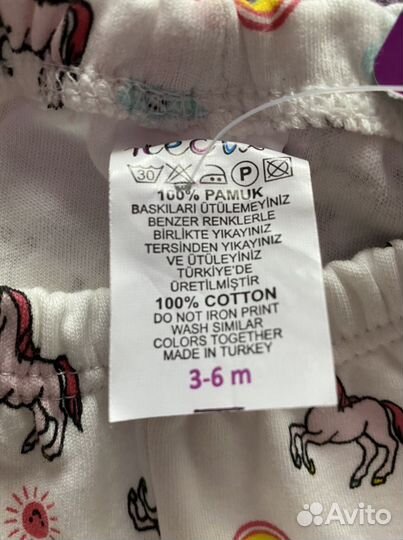 30 P
100% PAMUK
BASKILARI ÜTÜLEMEYİNİZ
BENZER RENKLERLE
BİRLİKTE YIKAYINIZ
TERSİNDEN YIKAYINIZ
VE ÜTÜLEYİNİZ
TÜRKİYE'DE
ÜRETİLMİŞTİR
100% COTTON
DO NOT IRON PRINT
WASH SIMILAR
COLORS TOGETHER
MADE IN TURKEY
3-6 m
Avito